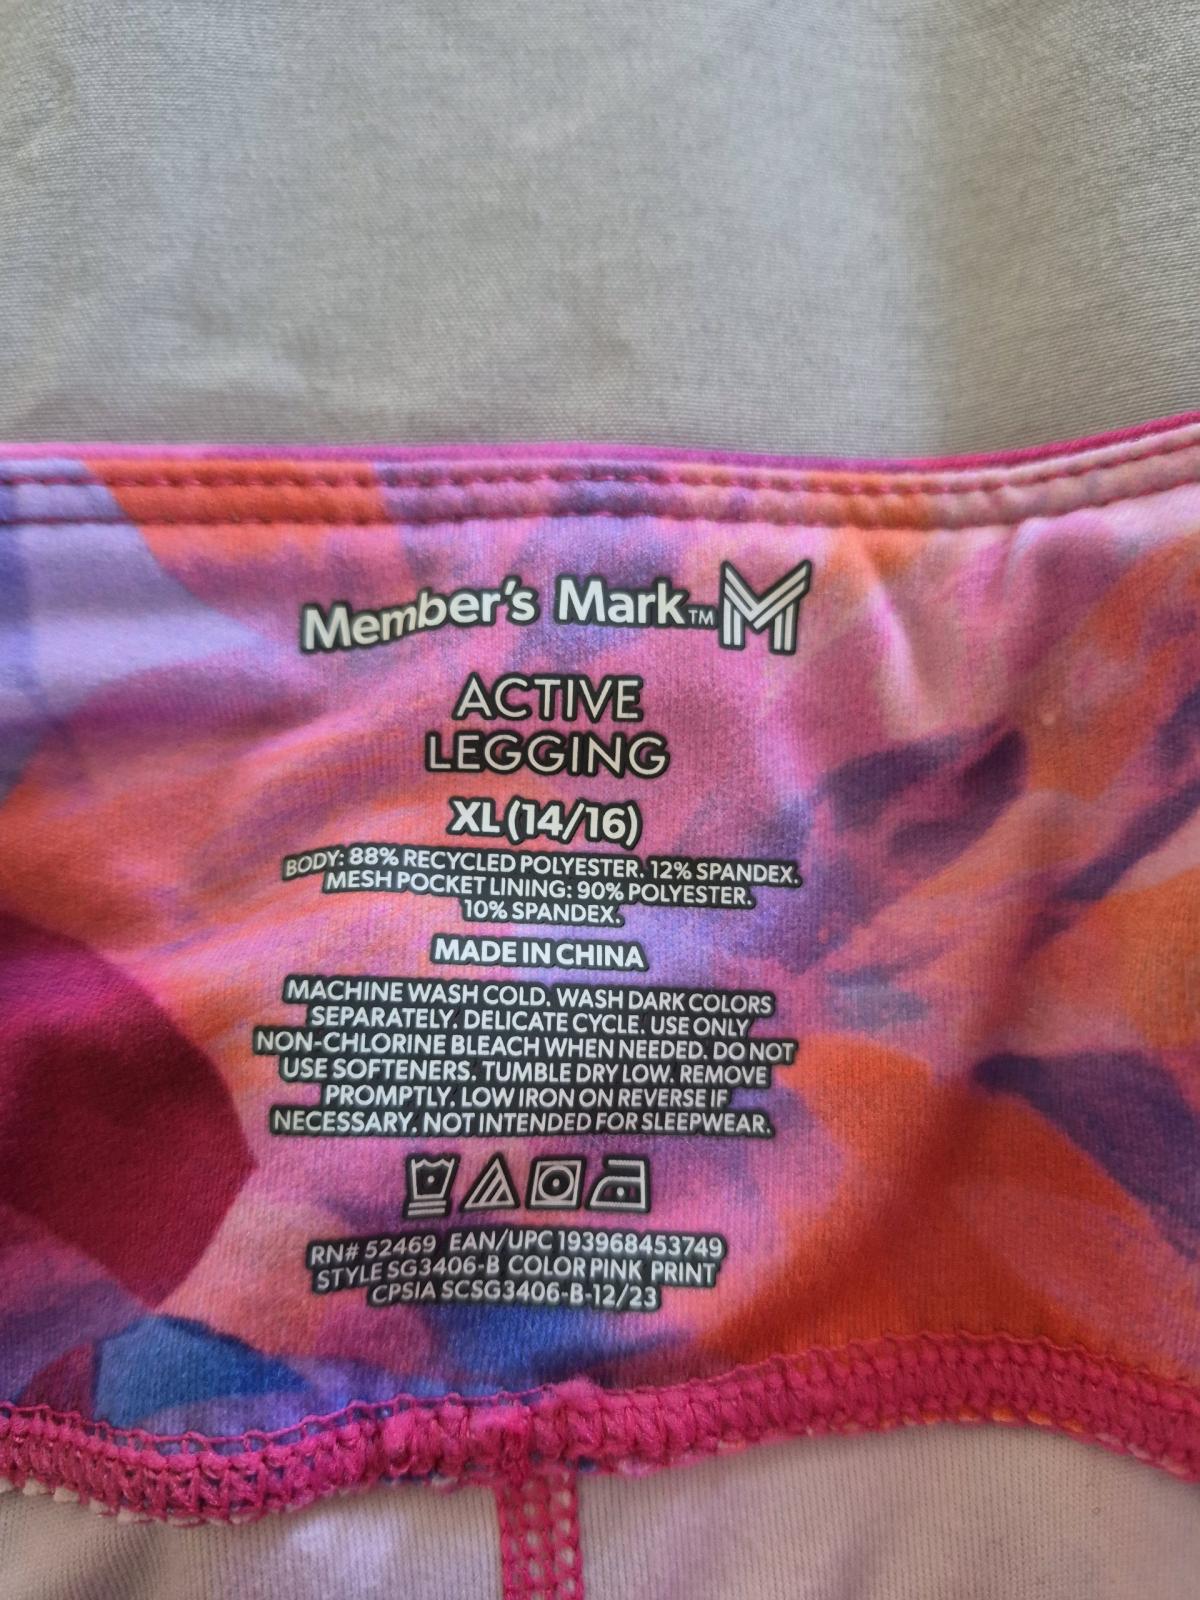 Member's Mark™
ACTIVE
LEGGING
XL (14/16)
BODY: 88% RECYCLED POLYESTER. 12% SPANDEX.
MESH POCKET LINING: 90% POLYESTER.
10% SPANDEX.
MADE IN CHINA
MACHINE WASH COLD. WASH DARK COLORS
SEPARATELY. DELICATE CYCLE. USE ONLY
NON-CHLORINE BLEACH WHEN NEEDED. DO NOT
USE SOFTENERS. TUMBLE DRY LOW. REMOVE
PROMPTLY. LOW IRON ON REVERSE IF
NECESSARY. NOT INTENDED FOR SLEEPWEAR.
RN# 52469 EAN/UPC 193968453749
STYLE SG3406-B COLOR PINK PRINT
CPSIA SCSG3406-B-12/23